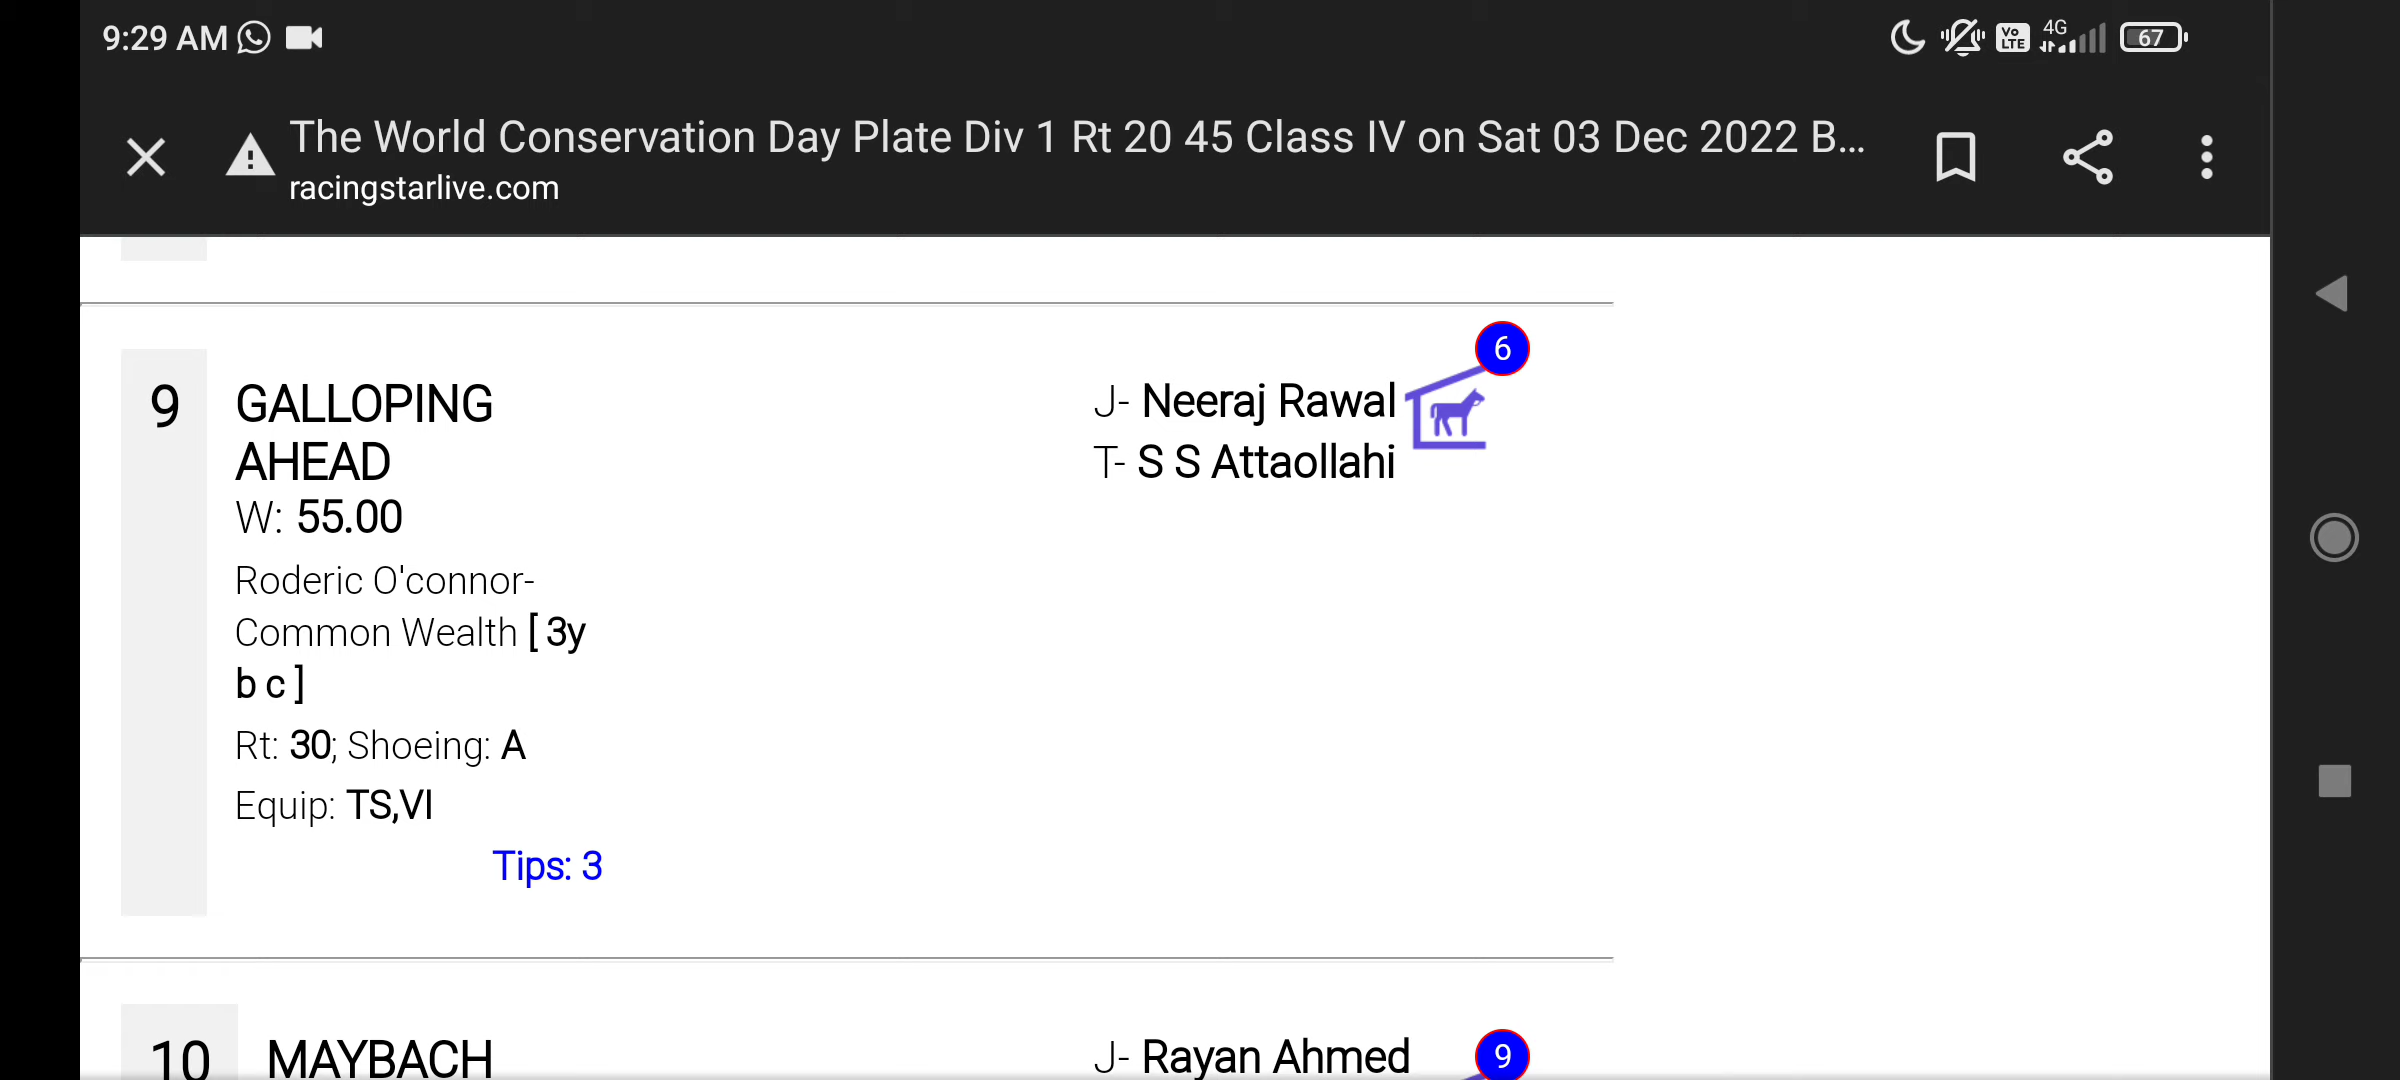 9:29 AM
Vo LTE 4G 67
The World Conservation Day Plate Div 1 Rt 20 45 Class IV on Sat 03 Dec 2022 B...
racingstarlive.com
6
9 GALLOPING AHEAD
J- Neeraj Rawal
T- S S Attaollahi
W: 55.00
Roderic O'connor-
Common Wealth [ 3y
b c ]
Rt: 30; Shoeing: A
Equip: TS,VI
Tips: 3
10 MAYBACH
J- Rayan Ahmed
9